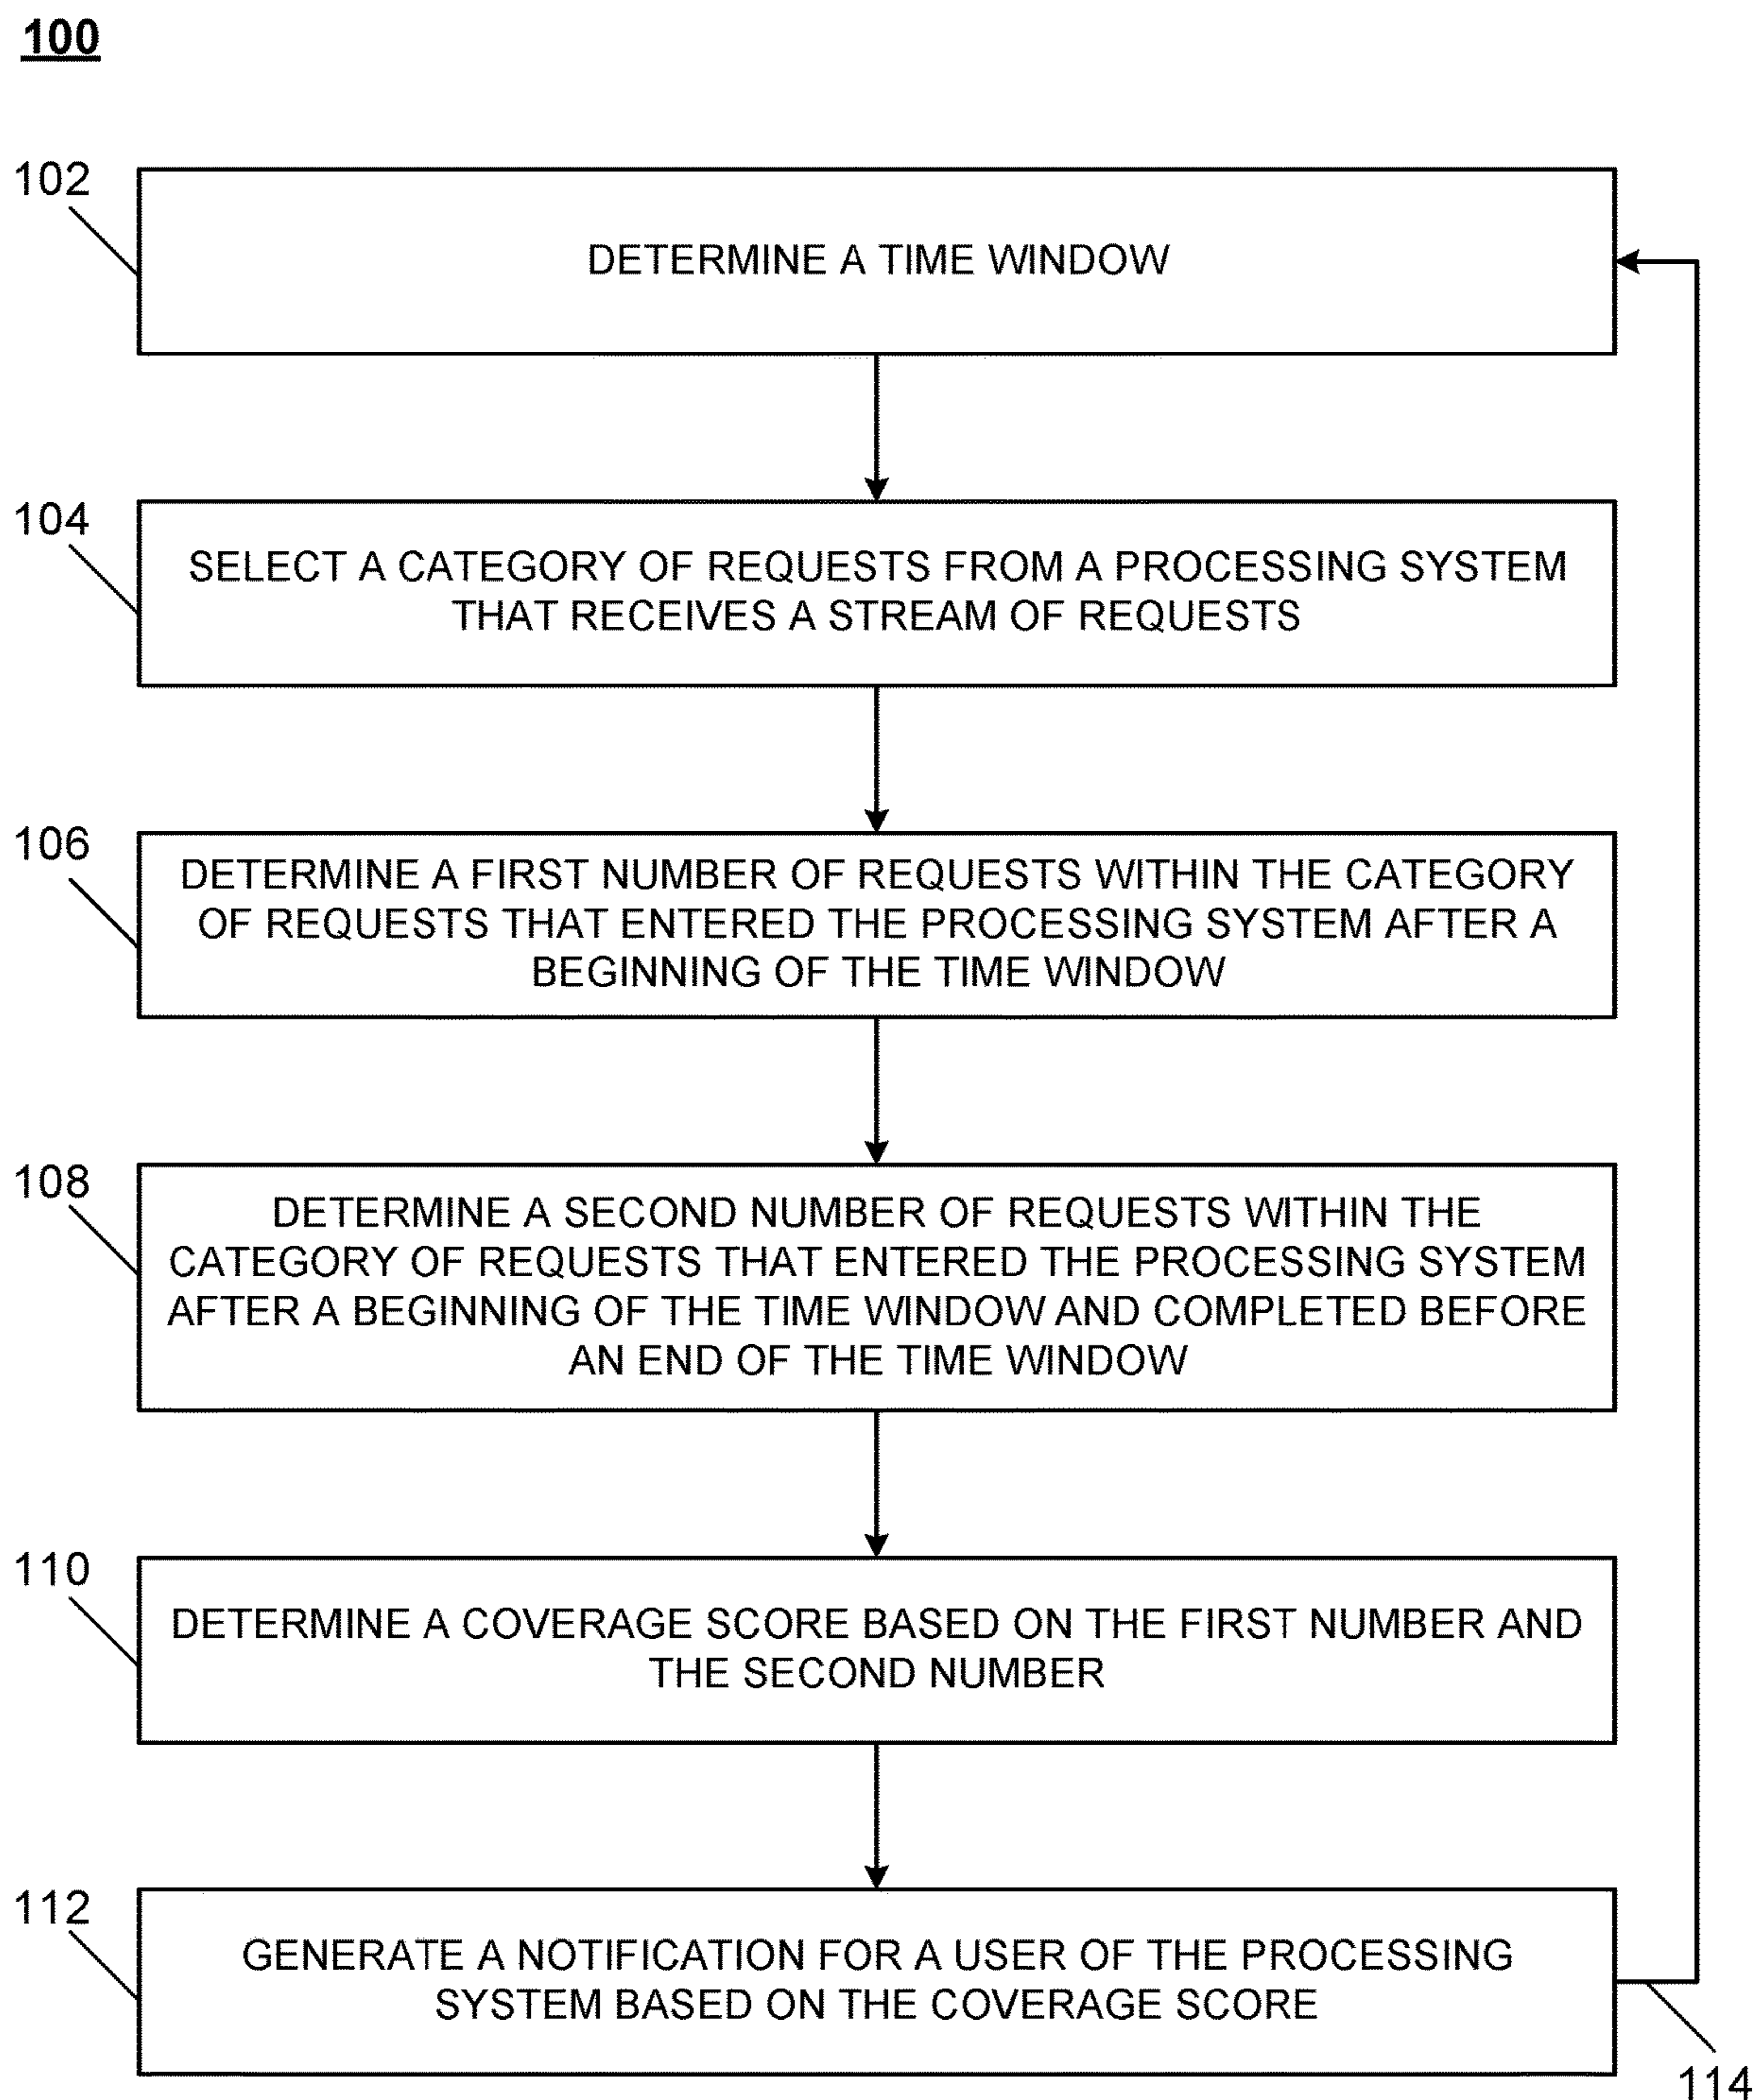 100
102
DETERMINE A TIME WINDOW
104
SELECT A CATEGORY OF REQUESTS FROM A PROCESSING SYSTEM
THAT RECEIVES A STREAM OF REQUESTS
106
DETERMINE A FIRST NUMBER OF REQUESTS WITHIN THE CATEGORY
OF REQUESTS THAT ENTERED THE PROCESSING SYSTEM AFTER A
BEGINNING OF THE TIME WINDOW
108
DETERMINE A SECOND NUMBER OF REQUESTS WITHIN THE
CATEGORY OF REQUESTS THAT ENTERED THE PROCESSING SYSTEM
AFTER A BEGINNING OF THE TIME WINDOW AND COMPLETED BEFORE
AN END OF THE TIME WINDOW
110
DETERMINE A COVERAGE SCORE BASED ON THE FIRST NUMBER AND
THE SECOND NUMBER
112
GENERATE A NOTIFICATION FOR A USER OF THE PROCESSING
SYSTEM BASED ON THE COVERAGE SCORE
114